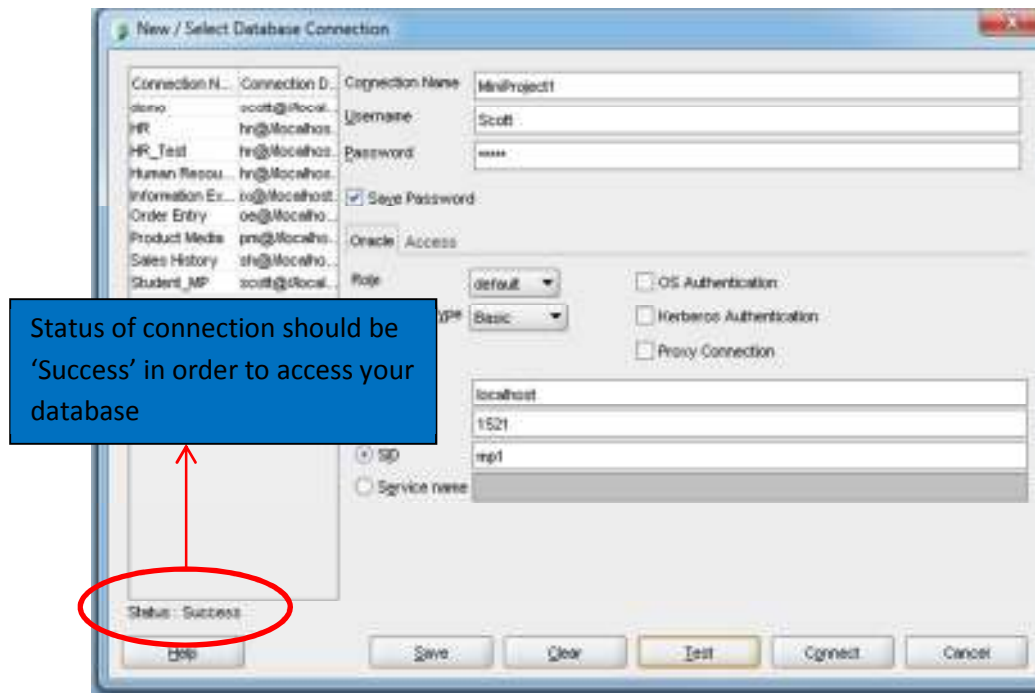 New / Select Database Connection
Connection N... Connection D...
demo scott@//local...
HR hr@//localhos...
HR_Test hr@//localhos...
Human Resou... hr@//localhos...
Information Ex... ix@//localhost...
Order Entry oe@//localho...
Product Media pm@//localho...
Sales History sh@//localho...
Student_MP scott@//local...
Connection Name MiniProject1
Username Scott
Password •••••
Save Password
Oracle Access
Role default
OS Authentication
Basic
Kerberos Authentication
Proxy Connection
Status of connection should be
‘Success’ in order to access your
database
localhost
1521
SID mp1
Service name
Status : Success
Help Save Clear Test Connect Cancel